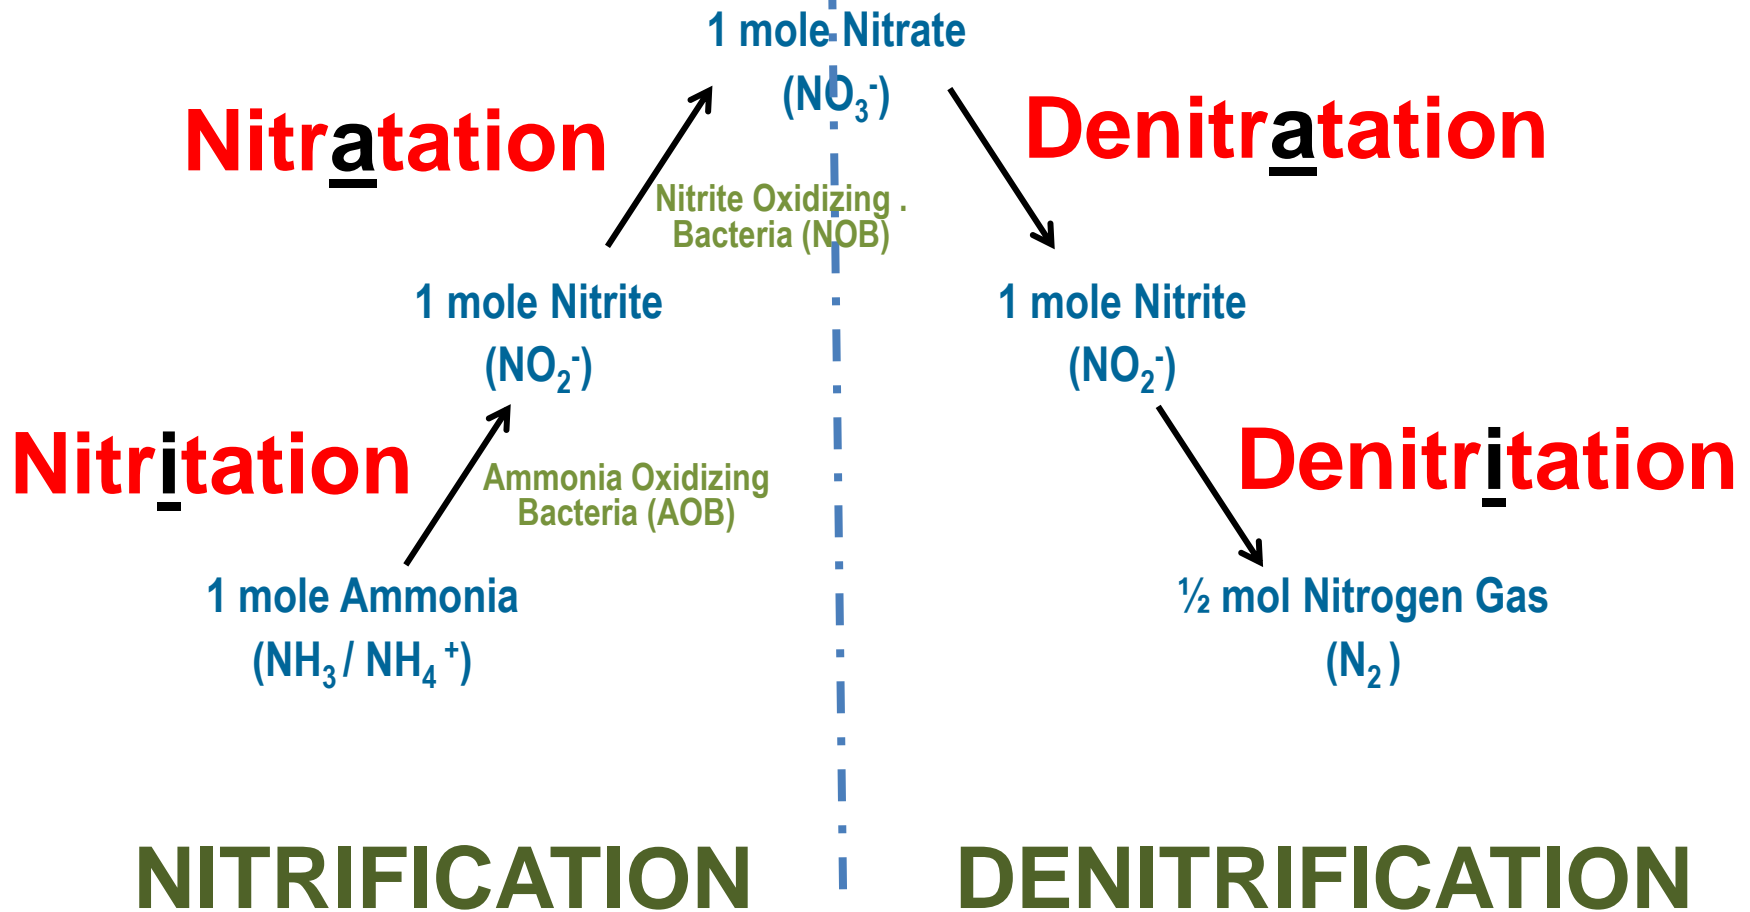 1 mole Nitrate
(NO₃⁻)
Nitratation
Denitratation
Nitrite Oxidizing .
Bacteria (NOB)
1 mole Nitrite
(NO₂⁻)
1 mole Nitrite
(NO₂⁻)
Nitritation
Denitritation
Ammonia Oxidizing
Bacteria (AOB)
1 mole Ammonia
(NH₃ / NH₄ ⁺)
½ mol Nitrogen Gas
(N₂ )
NITRIFICATION
DENITRIFICATION